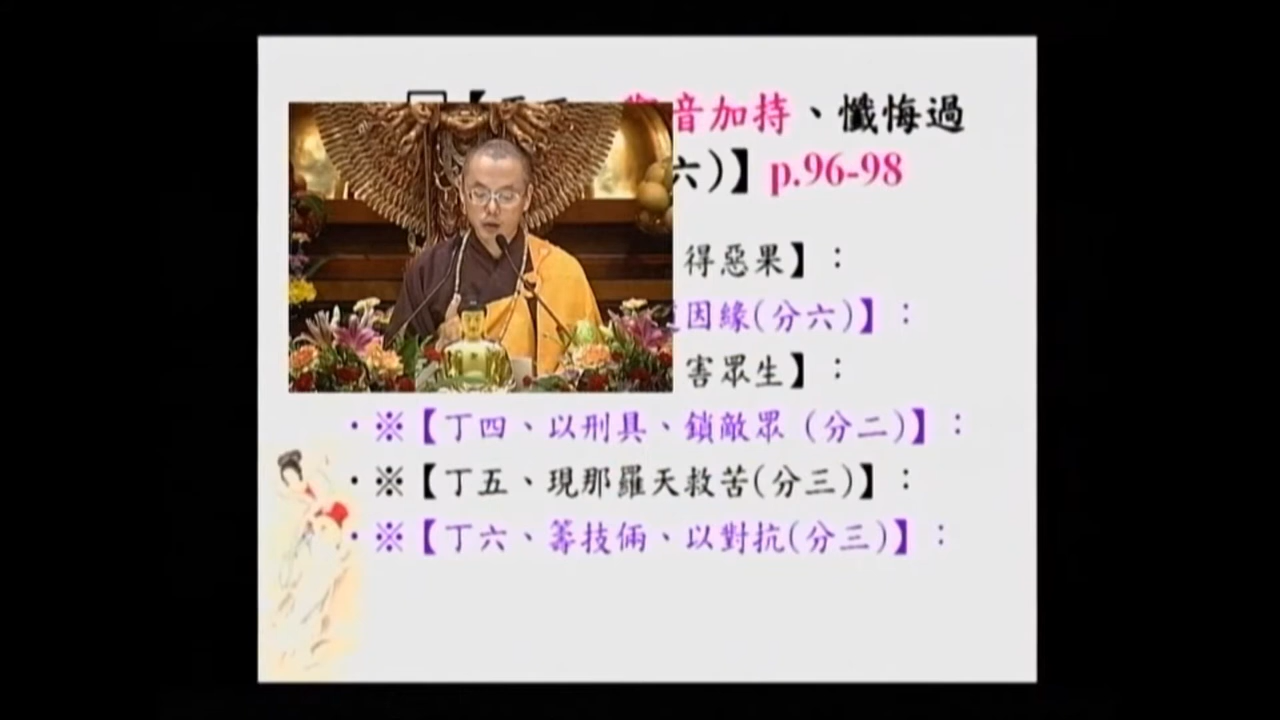 音加持、懺悔過
六)】p.96-98
得惡果】：
因緣(分六)】：
害眾生】：
·※【丁四、以刑具、鎖敵眾 (分二)】：
·※【丁五、現那羅天救苦(分三)】：
·※【丁六、籌技倆、以對抗(分三)】：